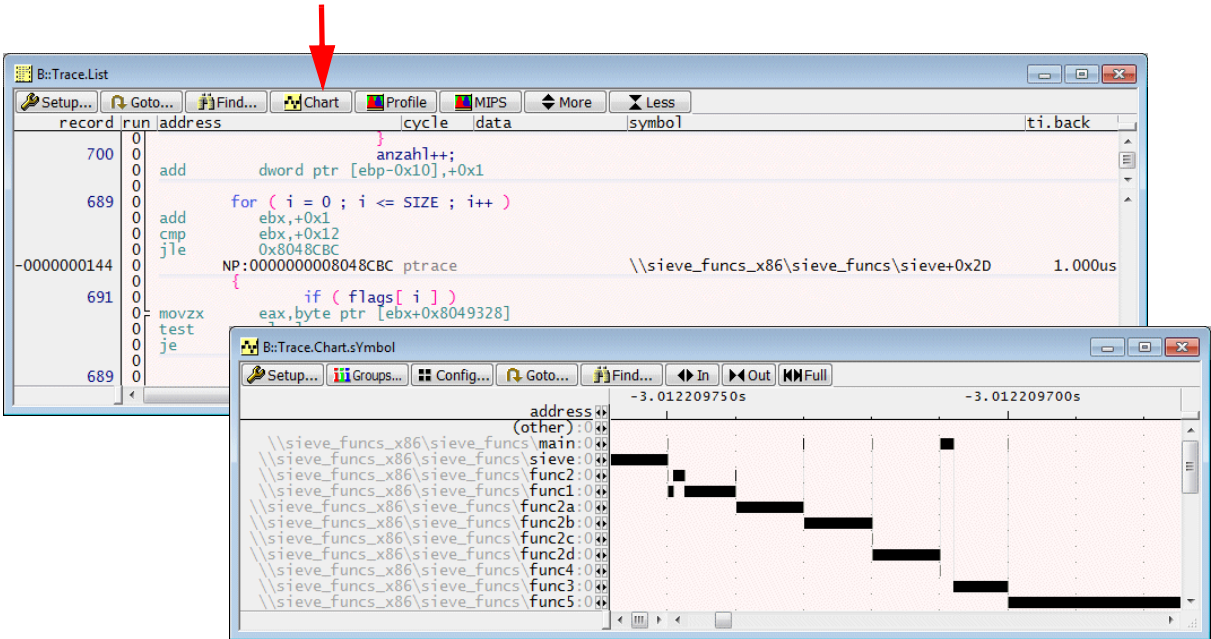 B::Trace.List
Setup... Goto... Find... Chart Profile MIPS More Less
record run address cycle data symbol ti.back
0 }
700 0 anzahl++;
0 add dword ptr [ebp-0x10],+0x1
0
689 0 for ( i = 0 ; i <= SIZE ; i++ )
0 add ebx,+0x1
0 cmp ebx,+0x12
0 jle 0x8048CBC
-0000000144 0 NP:0000000008048CBC ptrace \\sieve_funcs_x86\sieve_funcs\sieve+0x2D 1.000us
0 {
691 0 if ( flags[ i ] )
0 movzx eax,byte ptr [ebx+0x8049328]
0 test
0 je
0
689 0
B::Trace.Chart.sYmbol
Setup... Groups... Config... Goto... Find... In Out Full
-3.012209750s -3.012209700s
address
(other):0
\\sieve_funcs_x86\sieve_funcs\main:0
\\sieve_funcs_x86\sieve_funcs\sieve:0
\\sieve_funcs_x86\sieve_funcs\func2:0
\\sieve_funcs_x86\sieve_funcs\func1:0
\\sieve_funcs_x86\sieve_funcs\func2a:0
\\sieve_funcs_x86\sieve_funcs\func2b:0
\\sieve_funcs_x86\sieve_funcs\func2c:0
\\sieve_funcs_x86\sieve_funcs\func2d:0
\\sieve_funcs_x86\sieve_funcs\func4:0
\\sieve_funcs_x86\sieve_funcs\func3:0
\\sieve_funcs_x86\sieve_funcs\func5:0